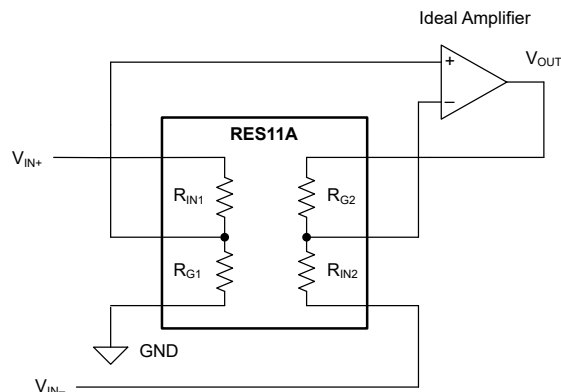 Ideal Amplifier
V_OUT
+
−
RES11A
V_IN+
R_IN1
R_G2
R_G1
R_IN2
GND
V_IN−